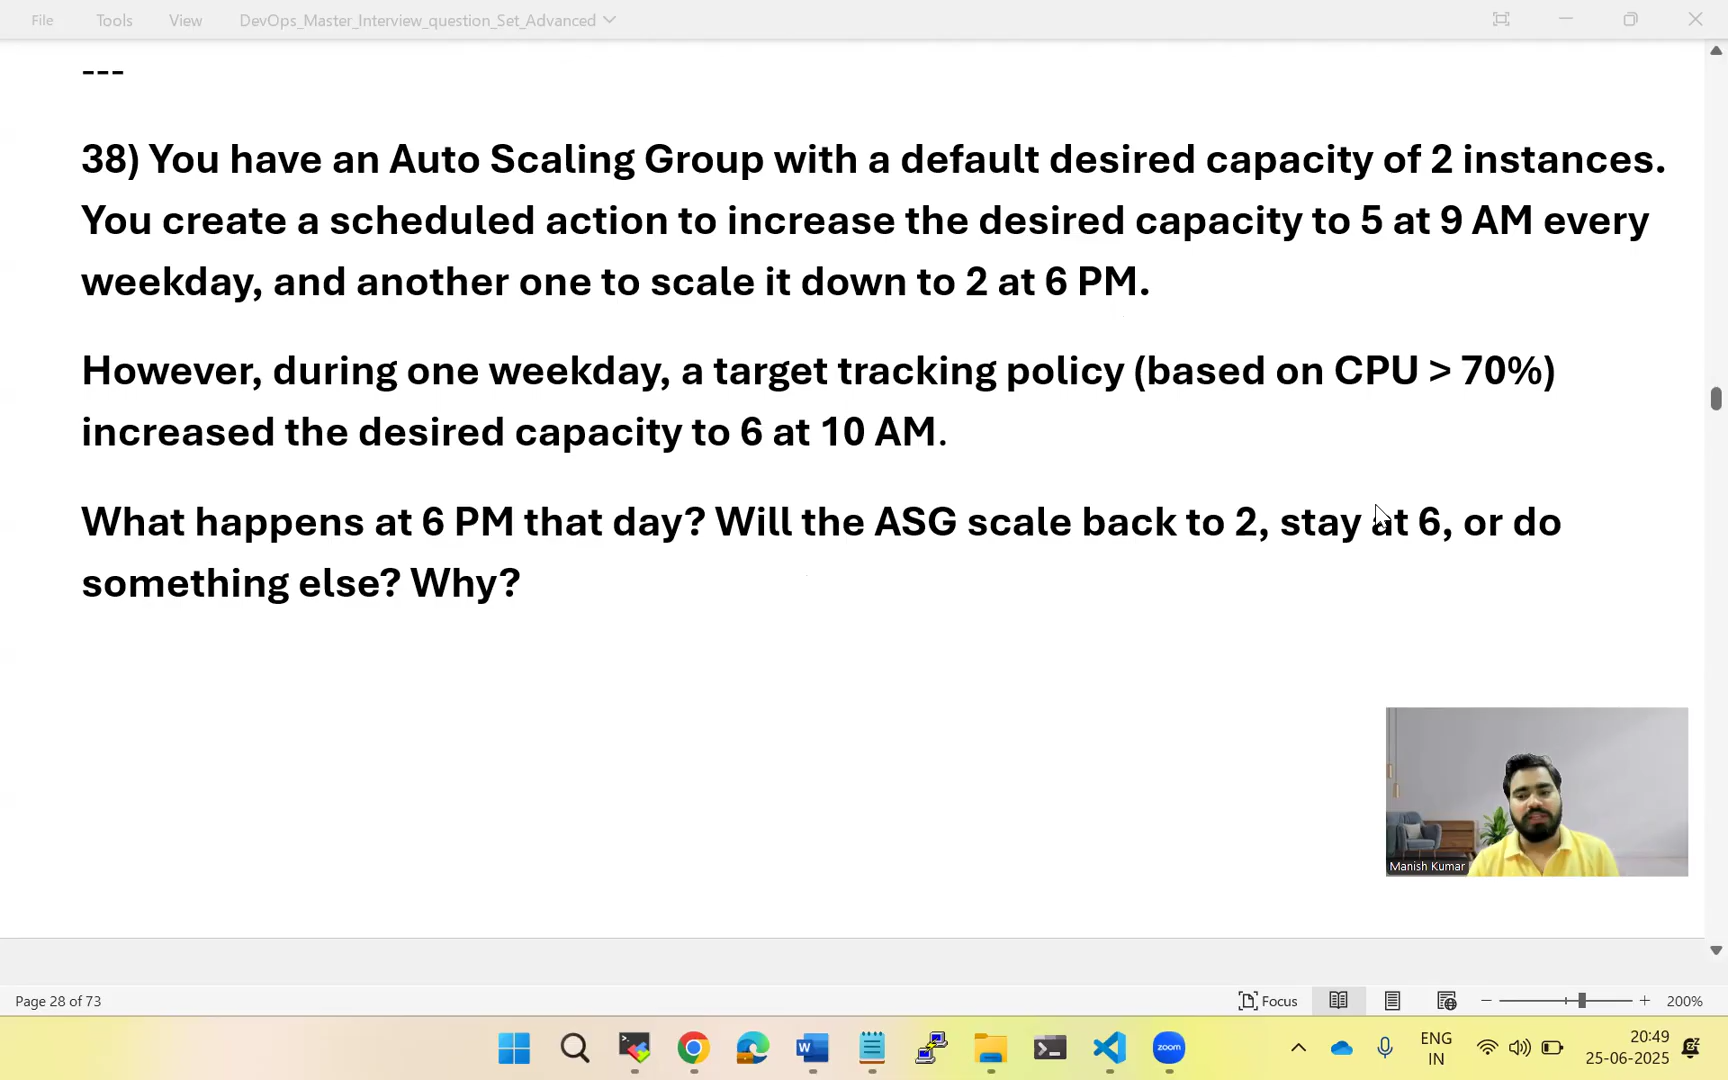 File Tools View DevOps_Master_Interview_question_Set_Advanced
---
38) You have an Auto Scaling Group with a default desired capacity of 2 instances.
You create a scheduled action to increase the desired capacity to 5 at 9 AM every
weekday, and another one to scale it down to 2 at 6 PM.
However, during one weekday, a target tracking policy (based on CPU > 70%)
increased the desired capacity to 6 at 10 AM.
What happens at 6 PM that day? Will the ASG scale back to 2, stay at 6, or do
something else? Why?
Manish Kumar
Page 28 of 73 Focus 200%
zoom ENG 20:49
IN 25-06-2025